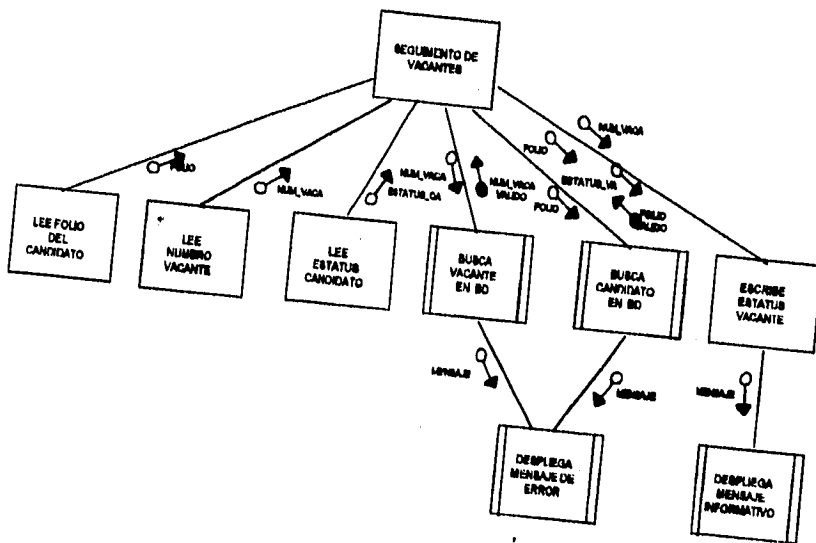 SEGUIMIENTO DE
VACANTES
FOLIO
NUM_VACA
ESTATUS_CA
NUM_VACA
NUM_VACA
VALIDO
FOLIO
FOLIO
NUM_VACA
ESTATUS_VA
FOLIO
VALIDO
LEE FOLIO
DEL
CANDIDATO
LEE
NUMERO
VACANTE
LEE
ESTATUS
CANDIDATO
BUSCA
VACANTE
EN BD
BUSCA
CANDIDATO
EN BD
ESCRIBE
ESTATUS
VACANTE
MENSAJE
MENSAJE
MENSAJE
DESPLIEGA
MENSAJE DE
ERROR
DESPLIEGA
MENSAJE
INFORMATIVO